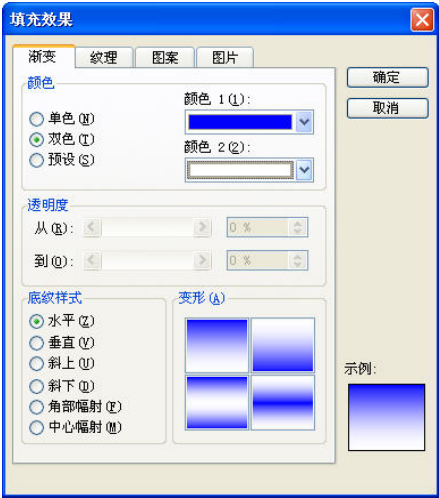 填充效果
渐变 纹理 图案 图片
确定
取消
颜色
单色(N)
双色(T)
预设(S)
颜色 1(1):
颜色 2(2):
透明度
从(R): 0 %
到(O): 0 %
底纹样式
水平(Z)
垂直(V)
斜上(U)
斜下(D)
角部幅射(F)
中心幅射(M)
变形(A)
示例: